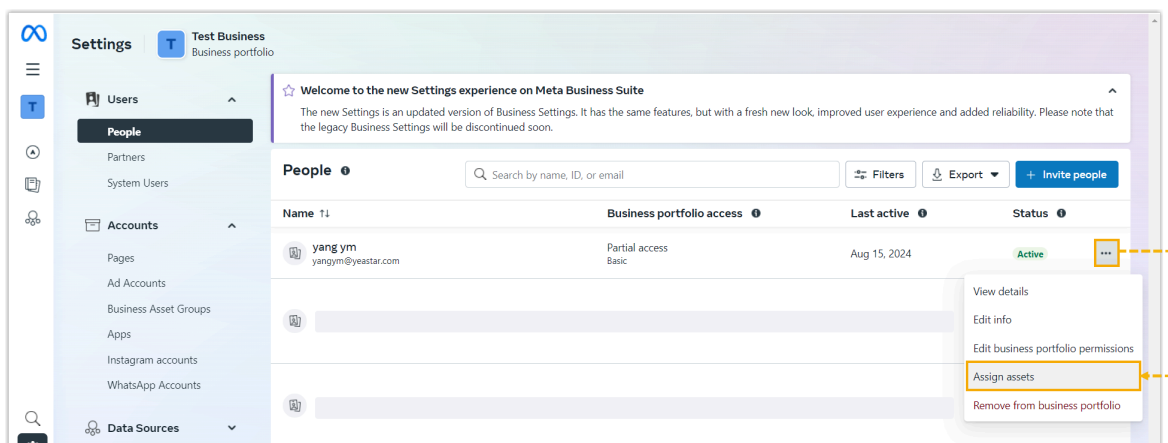 Settings
T
Test Business
Business portfolio
T
Users
People
Partners
System Users
Accounts
Pages
Ad Accounts
Business Asset Groups
Apps
Instagram accounts
WhatsApp Accounts
Data Sources
Welcome to the new Settings experience on Meta Business Suite
The new Settings is an updated version of Business Settings. It has the same features, but with a fresh new look, improved user experience and added reliability. Please note that
the legacy Business Settings will be discontinued soon.
People
Search by name, ID, or email
Filters
Export
+ Invite people
Name ↑↓ Business portfolio access Last active Status
yang ym Partial access Aug 15, 2024 Active
yangym@yeastar.com Basic
View details
Edit info
Edit business portfolio permissions
Assign assets
Remove from business portfolio